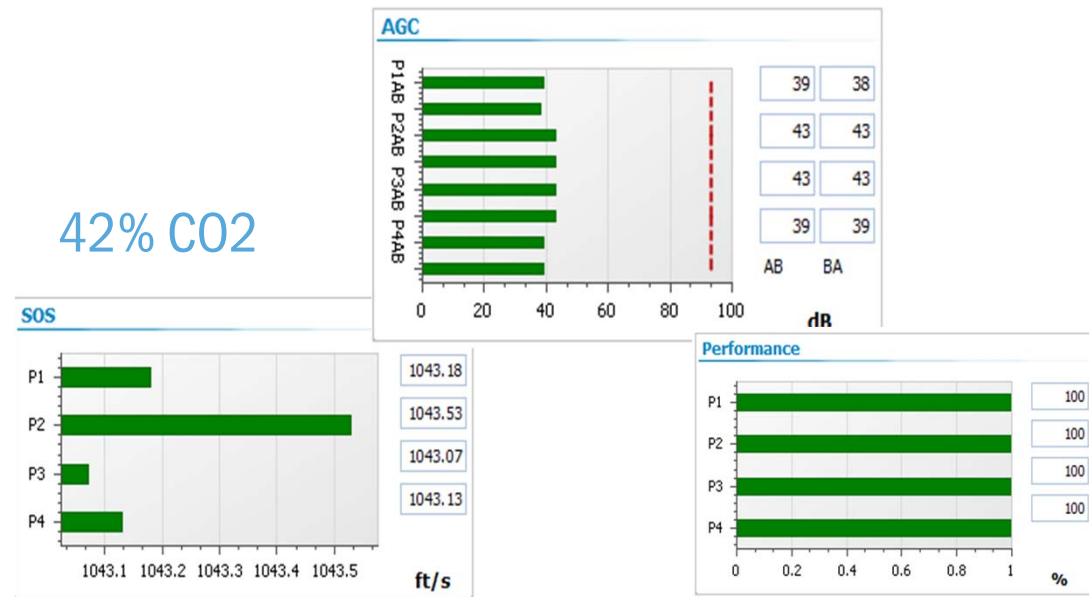 AGC
P1AB P2AB P3AB P4AB
39 38
43 43
43 43
39 39
AB BA
0 20 40 60 80 100
dB
42% CO2
SOS
P1
P2
P3
P4
1043.18
1043.53
1043.07
1043.13
1043.1 1043.2 1043.3 1043.4 1043.5
ft/s
Performance
P1
P2
P3
P4
100
100
100
100
0 0.2 0.4 0.6 0.8 1
%